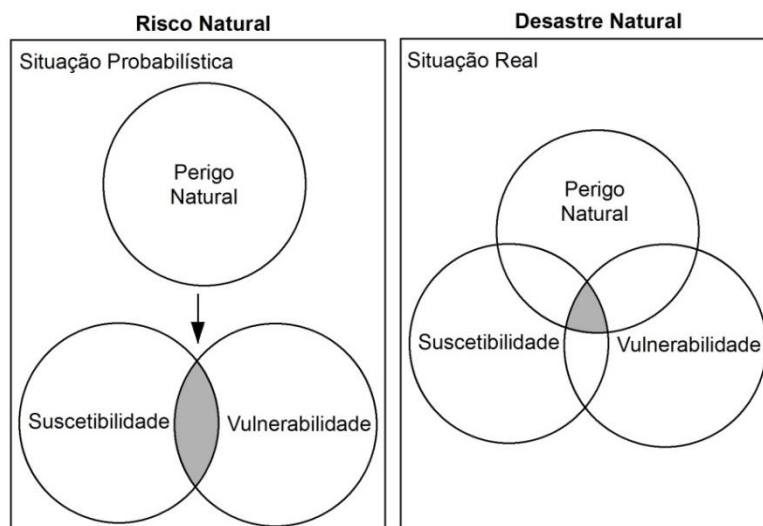 Risco Natural
Situação Probabilística
Perigo
Natural
Suscetibilidade
Vulnerabilidade
Desastre Natural
Situação Real
Perigo
Natural
Suscetibilidade
Vulnerabilidade